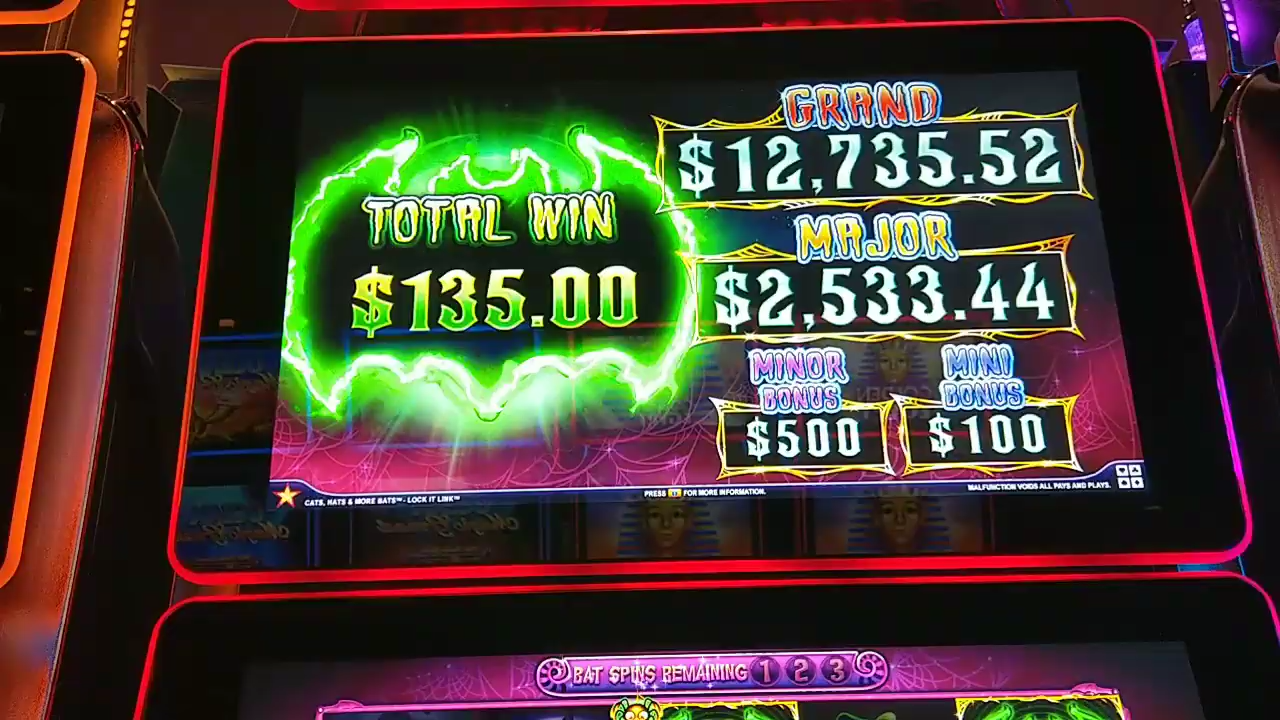 GRAND
$12,735.52
TOTAL WIN
$135.00
MAJOR
$2,533.44
MINOR BONUS
$500
MINI BONUS
$100
CATS, HATS & MORE BATS™ - LOCK IT LINK™
PRESS FOR MORE INFORMATION.
MALFUNCTION VOIDS ALL PAYS AND PLAYS.
BAT SPINS REMAINING 1 2 3